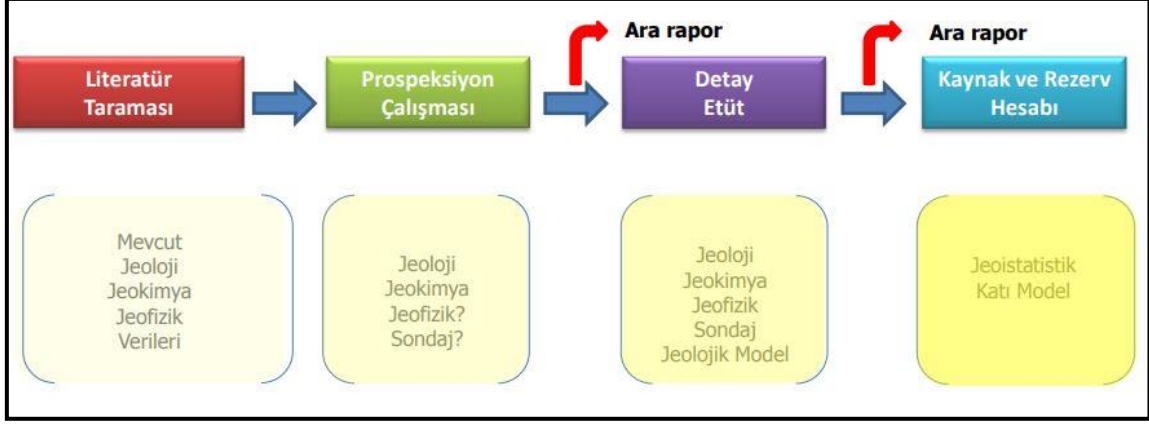 Ara rapor
Ara rapor
Literatür
Taraması
Prospeksiyon
Çalışması
Detay
Etüt
Kaynak ve Rezerv
Hesabı
Mevcut
Jeoloji
Jeokimya
Jeofizik
Verileri
Jeoloji
Jeokimya
Jeofizik?
Sondaj?
Jeoloji
Jeokimya
Jeofizik
Sondaj
Jeolojik Model
Jeoistatistik
Katı Model